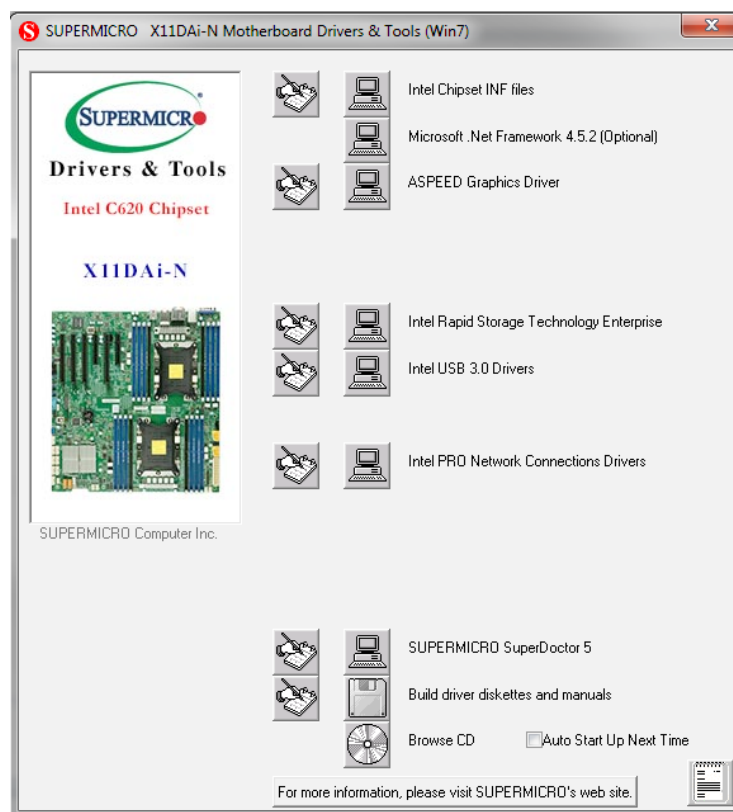 SUPERMICRO X11DAi-N Motherboard Drivers & Tools (Win7)
SUPERMICRO
Drivers & Tools
Intel C620 Chipset
X11DAi-N
SUPERMICRO Computer Inc.
Intel Chipset INF files
Microsoft .Net Framework 4.5.2 (Optional)
ASPEED Graphics Driver
Intel Rapid Storage Technology Enterprise
Intel USB 3.0 Drivers
Intel PRO Network Connections Drivers
SUPERMICRO SuperDoctor 5
Build driver diskettes and manuals
Browse CD Auto Start Up Next Time
For more information, please visit SUPERMICRO's web site.